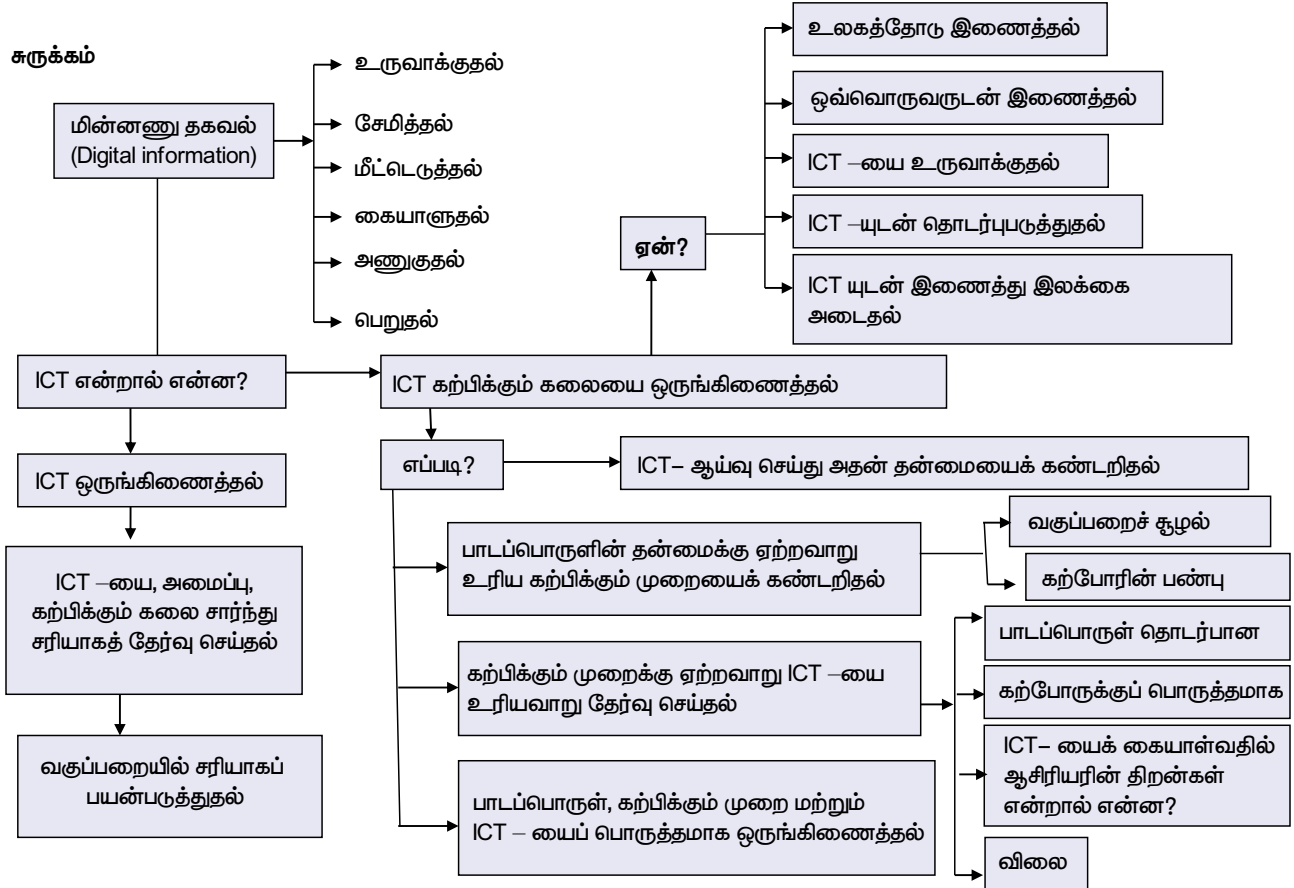 சுருக்கம்
மின்னணு தகவல்
(Digital information)
உருவாக்குதல்
சேமித்தல்
மீட்டெடுத்தல்
கையாளுதல்
அணுகுதல்
பெறுதல்
ICT என்றால் என்ன?
ICT கற்பிக்கும் கலையை ஒருங்கிணைத்தல்
ஏன்?
உலகத்தோடு இணைத்தல்
ஒவ்வொருவருடன் இணைத்தல்
ICT –யை உருவாக்குதல்
ICT –யுடன் தொடர்புபடுத்துதல்
ICT யுடன் இணைத்து இலக்கை
அடைதல்
ICT ஒருங்கிணைத்தல்
ICT –யை, அமைப்பு,
கற்பிக்கும் கலை சார்ந்து
சரியாகத் தேர்வு செய்தல்
வகுப்பறையில் சரியாகப்
பயன்படுத்துதல்
எப்படி?
ICT– ஆய்வு செய்து அதன் தன்மையைக் கண்டறிதல்
பாடப்பொருளின் தன்மைக்கு ஏற்றவாறு
உரிய கற்பிக்கும் முறையைக் கண்டறிதல்
வகுப்பறைச் சூழல்
கற்போரின் பண்பு
கற்பிக்கும் முறைக்கு ஏற்றவாறு ICT –யை
உரியவாறு தேர்வு செய்தல்
பாடப்பொருள் தொடர்பான
கற்போருக்குப் பொருத்தமாக
ICT– யைக் கையாள்வதில்
ஆசிரியரின் திறன்கள்
என்றால் என்ன?
விலை
பாடப்பொருள், கற்பிக்கும் முறை மற்றும்
ICT – யைப் பொருத்தமாக ஒருங்கிணைத்தல்